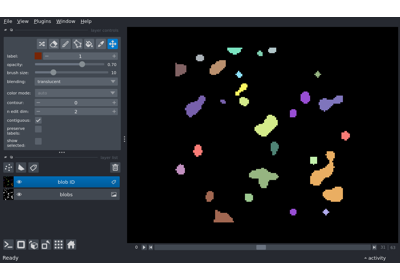 File View Plugins Window Help
label: 1
opacity: 0.70
brush size: 10
blending: translucent
color mode:
contour: 0
n edit dim: 2
contiguous:
preserve
labels:
show
selected:
blob ID
blobs
0
Ready
activity